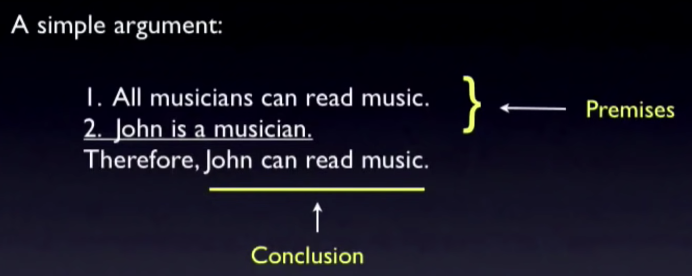 A simple argument:
1. All musicians can read music.
2. John is a musician.
Therefore, John can read music.
Premises
Conclusion